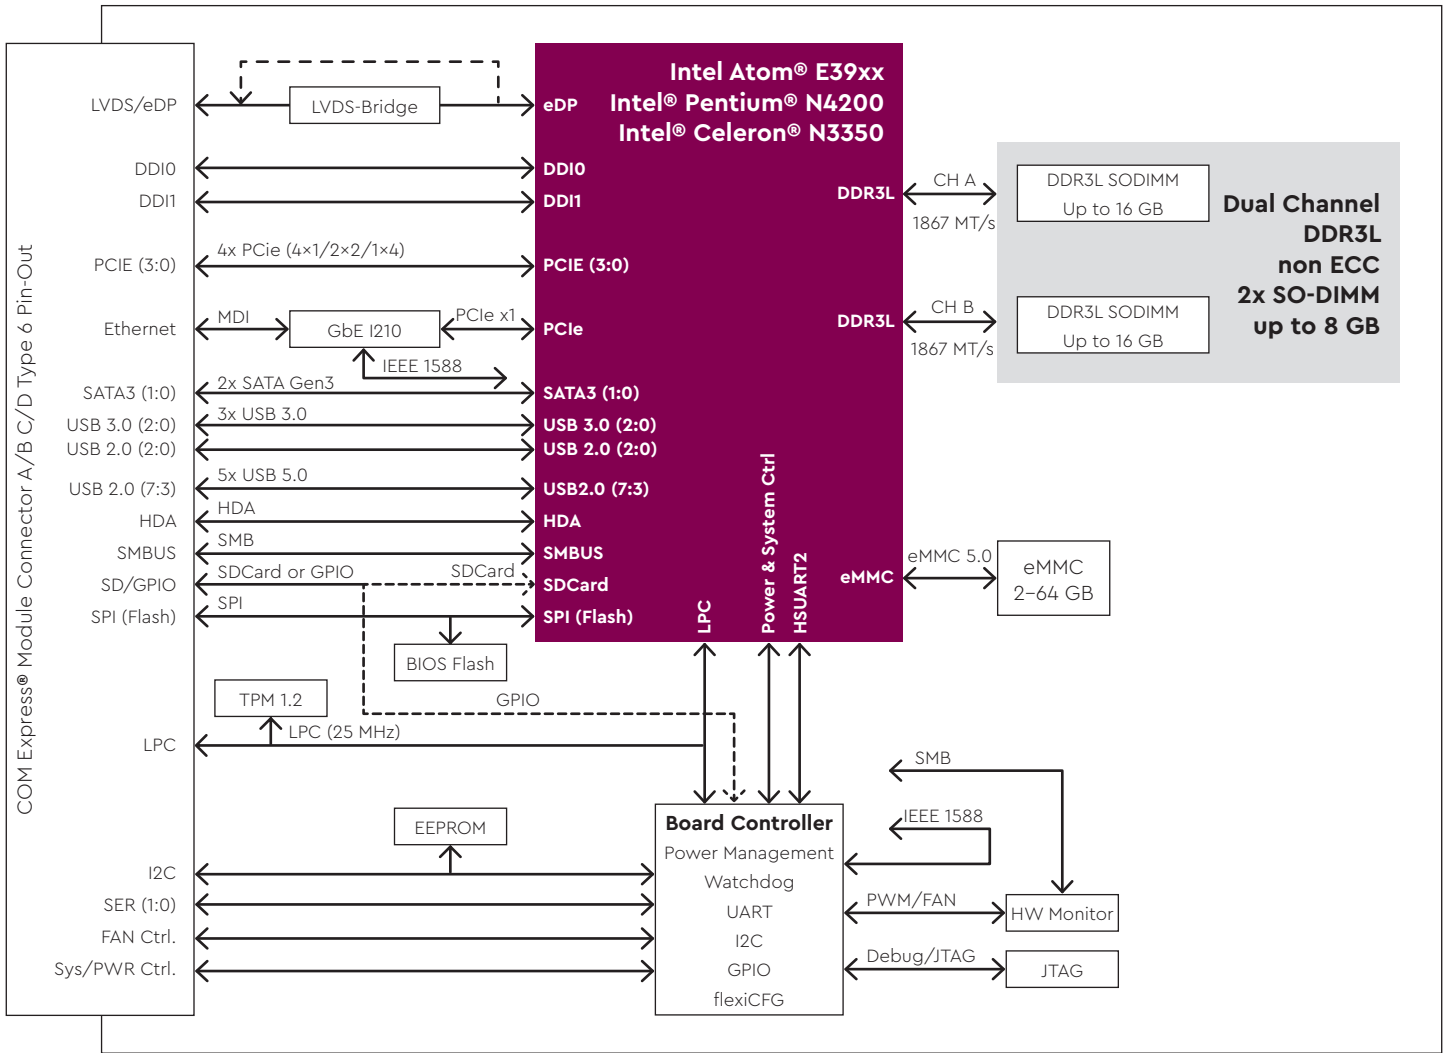 COM Express® Module Connector A/B C/D Type 6 Pin-Out
LVDS/eDP
DDI0
DDI1
PCIE (3:0)
Ethernet
SATA3 (1:0)
USB 3.0 (2:0)
USB 2.0 (2:0)
USB 2.0 (7:3)
HDA
SMBUS
SD/GPIO
SPI (Flash)
LPC
I2C
SER (1:0)
FAN Ctrl.
Sys/PWR Ctrl.
LVDS-Bridge
4x PCie (4×1/2×2/1×4)
MDI
GbE I210
PCIe x1
IEEE 1588
2x SATA Gen3
3x USB 3.0
5x USB 5.0
HDA
SMB
SDCard or GPIO
SDCard
SPI
BIOS Flash
TPM 1.2
GPIO
LPC (25 MHz)
EEPROM
Intel Atom® E39xx
Intel® Pentium® N4200
Intel® Celeron® N3350
eDP
DDI0
DDI1
PCIE (3:0)
PCIe
SATA3 (1:0)
USB 3.0 (2:0)
USB 2.0 (2:0)
USB2.0 (7:3)
HDA
SMBUS
SDCard
SPI (Flash)
DDR3L
DDR3L
eMMC
LPC
Power & System Ctrl
HSUART2
CH A
1867 MT/s
CH B
1867 MT/s
DDR3L SODIMM
Up to 16 GB
DDR3L SODIMM
Up to 16 GB
Dual Channel
DDR3L
non ECC
2x SO-DIMM
up to 8 GB
eMMC 5.0
eMMC
2–64 GB
Board Controller
Power Management
Watchdog
UART
I2C
GPIO
flexiCFG
SMB
IEEE 1588
PWM/FAN
HW Monitor
Debug/JTAG
JTAG